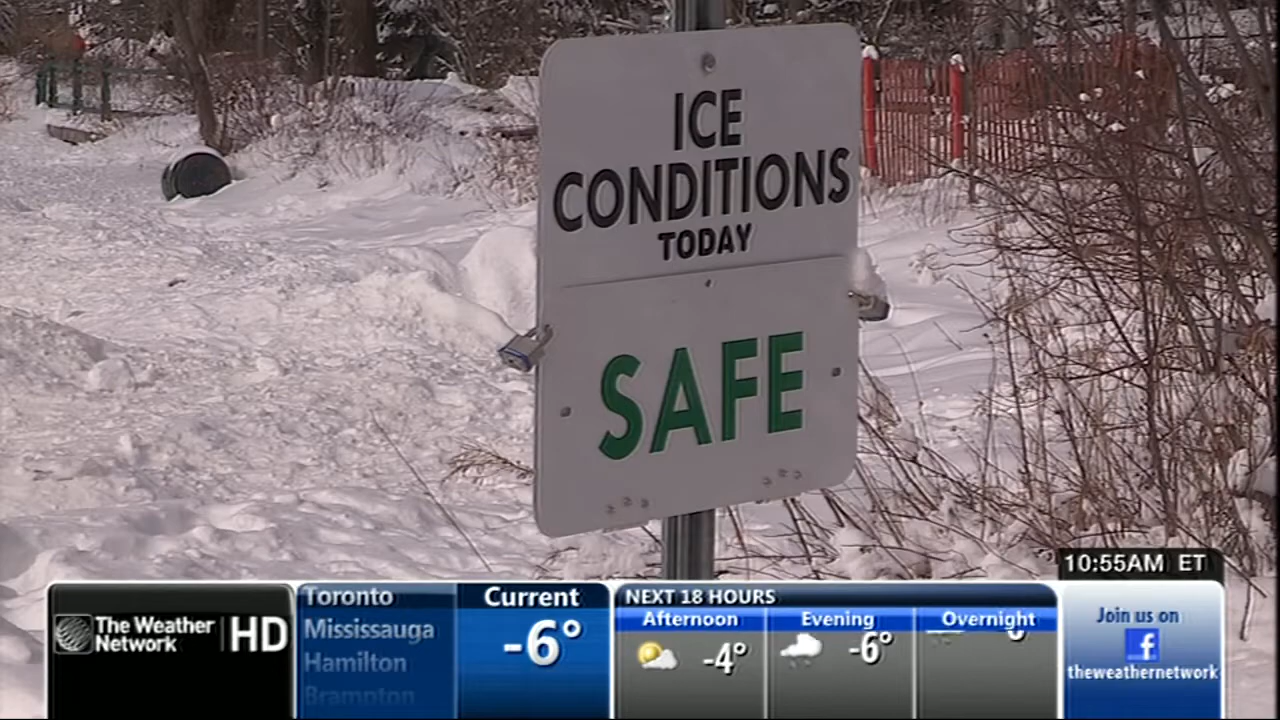 ICE
CONDITIONS
TODAY
SAFE
10:55AM ET
The Weather
Network
HD
Toronto
Mississauga
Hamilton
Brampton
Current
-6°
NEXT 18 HOURS
Afternoon
-4°
Evening
-6°
Overnight
Join us on
f
theweathernetwork